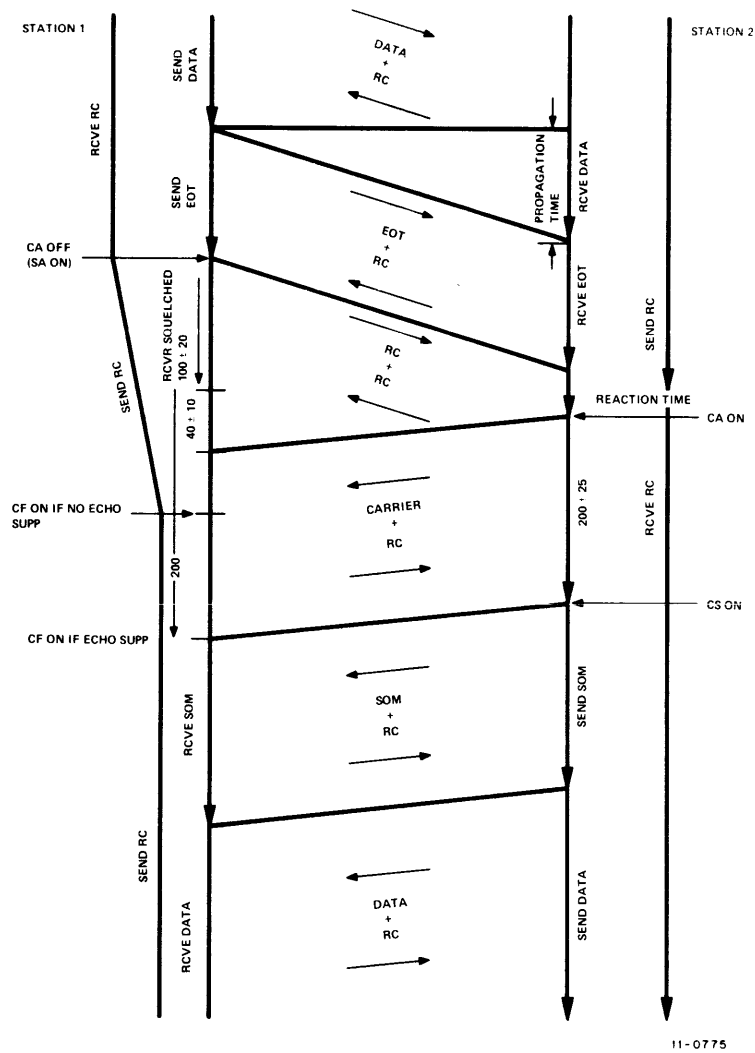 STATION 1
STATION 2
DATA
+
RC
SEND
DATA
RCVE RC
PROPAGATION
TIME
RCVE DATA
SEND
EOT
EOT
+
RC
CA OFF
(SA ON)
RCVE EOT
SEND RC
RCVR SQUELCHED
100 ± 20
RC
+
RC
SEND RC
40 ± 10
REACTION TIME
CA ON
CARRIER
+
RC
200 ± 25
RCVE RC
CF ON IF NO ECHO
SUPP
200
CS ON
CF ON IF ECHO SUPP
RCVE SOM
SOM
+
RC
SEND SOM
SEND RC
RCVE DATA
DATA
+
RC
SEND DATA
11-0775